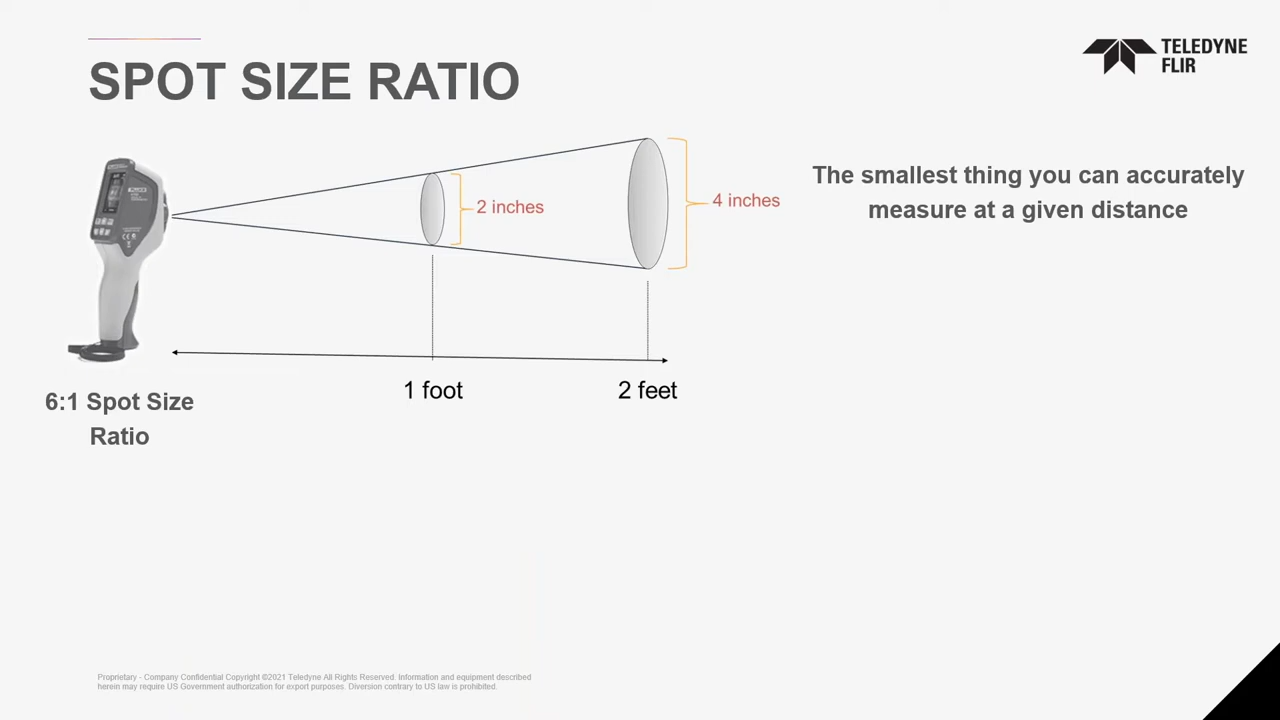 SPOT SIZE RATIO
TELEDYNE
FLIR
The smallest thing you can accurately
measure at a given distance
2 inches
4 inches
1 foot
2 feet
6:1 Spot Size
Ratio
Proprietary - Company Confidential Copyright ©2021 Teledyne All Rights Reserved. Information and equipment described
herein may require US Government authorization for export purposes. Diversion contrary to US law is prohibited.